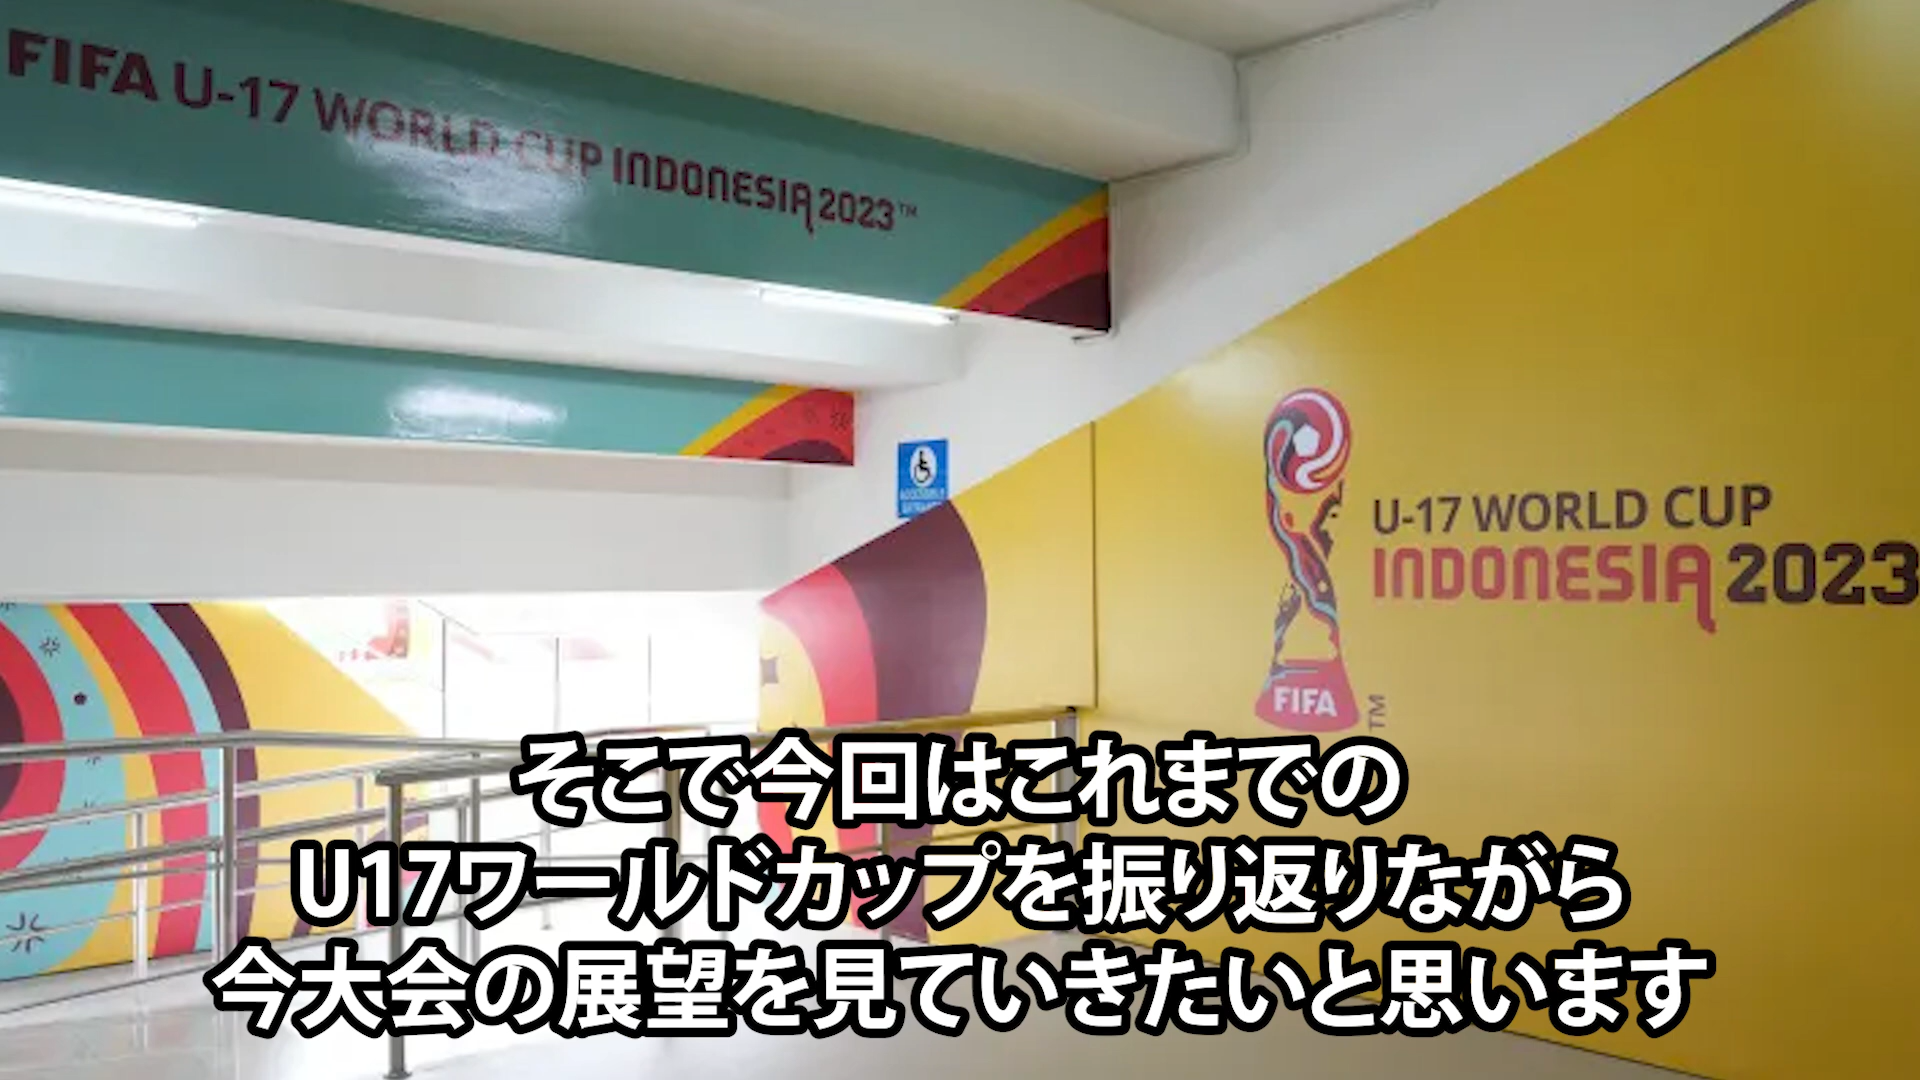 FIFA U-17 WORLD CUP INDONESIA 2023™
U-17 WORLD CUP
INDONESIA 2023
FIFA
TM
そこで今回はこれまでの
U17ワールドカップを振り返りながら
今大会の展望を見ていきたいと思います